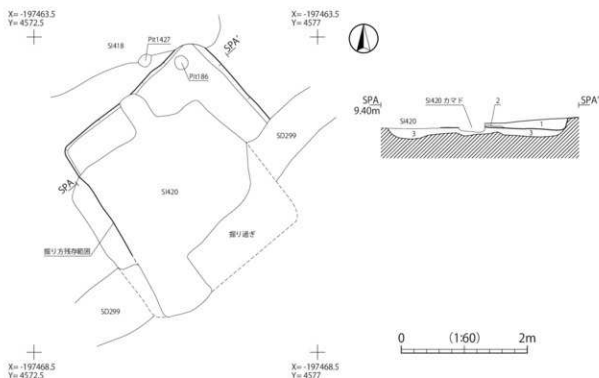 X= -197463.5
Y= 4572.5
X= -197463.5
Y= 4577
Pit1427
SI418
SPA'
Pit186
SPA
9.40m
SI420
SI420 カマド
2
SPA'
1
3
3
SD299
SPA
SI420
掘り過ぎ
掘り方残存範囲
SD299
X= -197468.5
Y= 4572.5
X= -197468.5
Y= 4577
0 (1:60) 2m